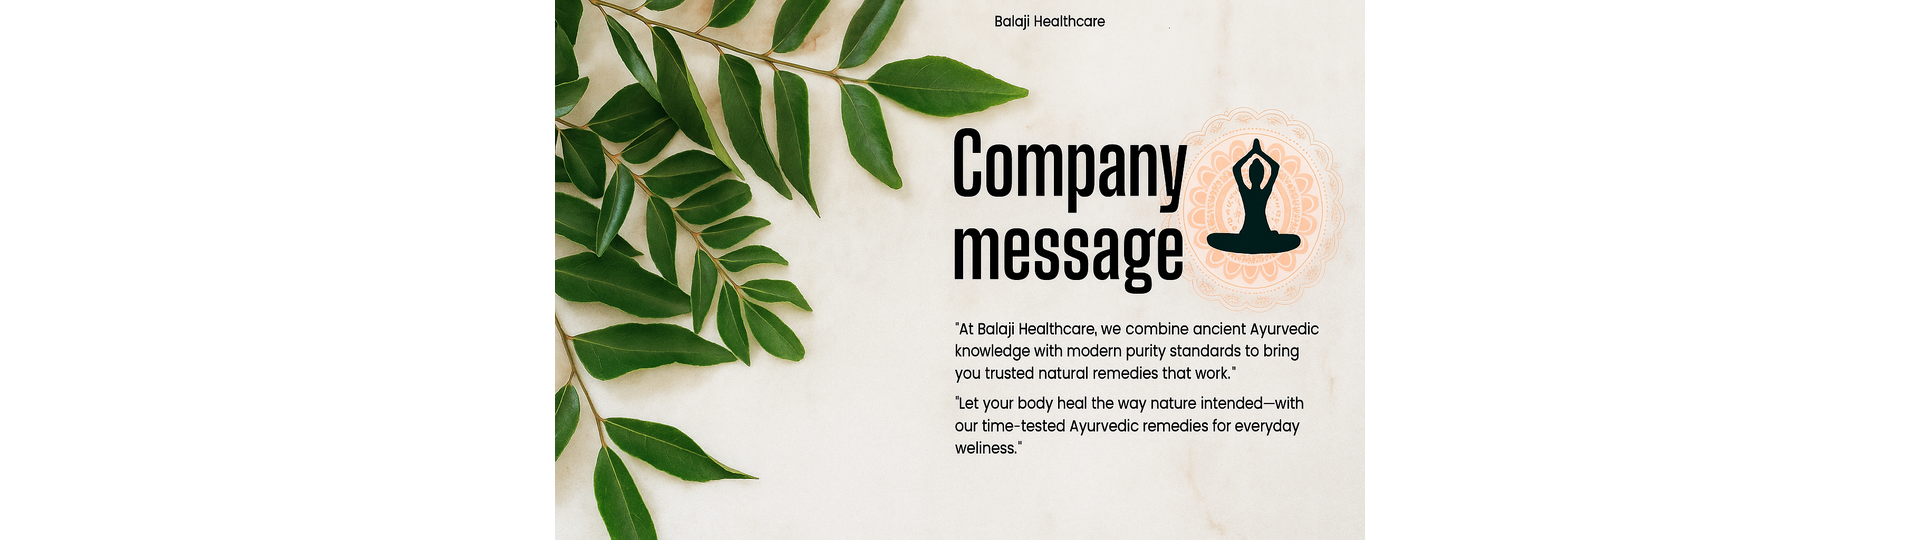 Balaji Healthcare
Company
message
"At Balaji Healthcare, we combine ancient Ayurvedic
knowledge with modern purity standards to bring
you trusted natural remedies that work."
"Let your body heal the way nature intended—with
our time-tested Ayurvedic remedies for everyday
weliness."